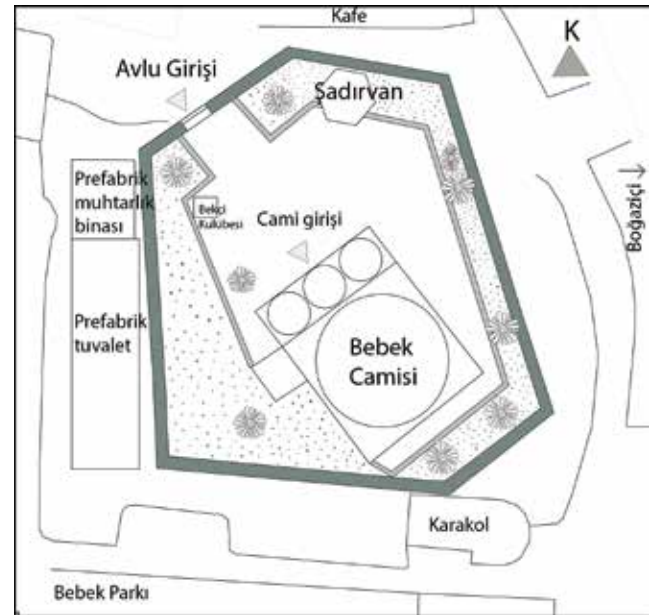 Kafe
K
Avlu Girişi
Şadırvan
Prefabrik
muhtarlık
binası
Bekçi
Kulübesi
Cami girişi
Boğaziçi
Prefabrik
tuvalet
Bebek
Camisi
Karakol
Bebek Parkı